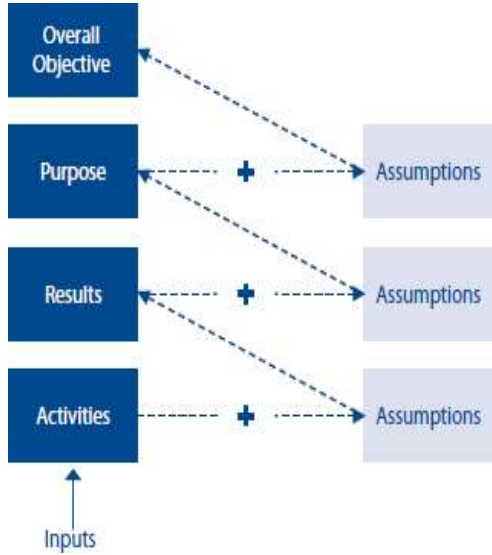 Overall
Objective
Purpose
+
Assumptions
Results
+
Assumptions
Activities
+
Assumptions
Inputs